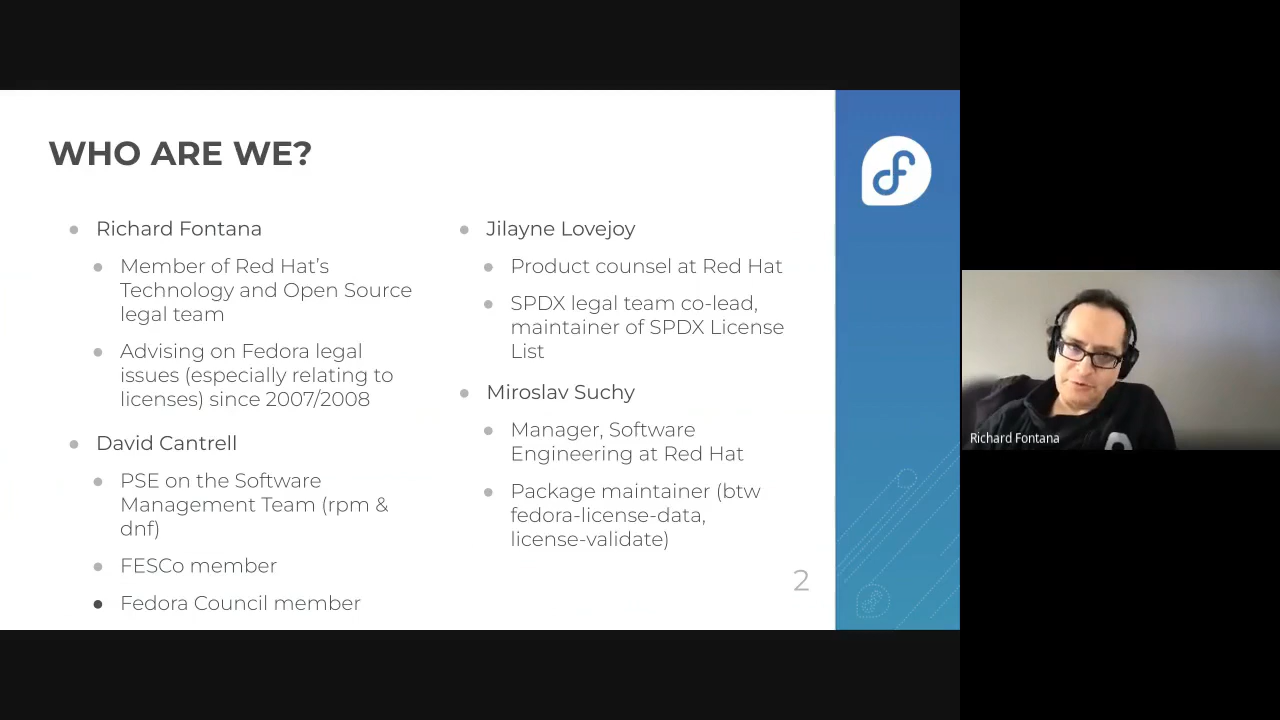 WHO ARE WE?
Richard Fontana
Member of Red Hat’s
Technology and Open Source
legal team
Advising on Fedora legal
issues (especially relating to
licenses) since 2007/2008
David Cantrell
PSE on the Software
Management Team (rpm &
dnf)
FESCo member
Fedora Council member
Jilayne Lovejoy
Product counsel at Red Hat
SPDX legal team co-lead,
maintainer of SPDX License
List
Miroslav Suchy
Manager, Software
Engineering at Red Hat
Package maintainer (btw
fedora-license-data,
license-validate)
2
Richard Fontana